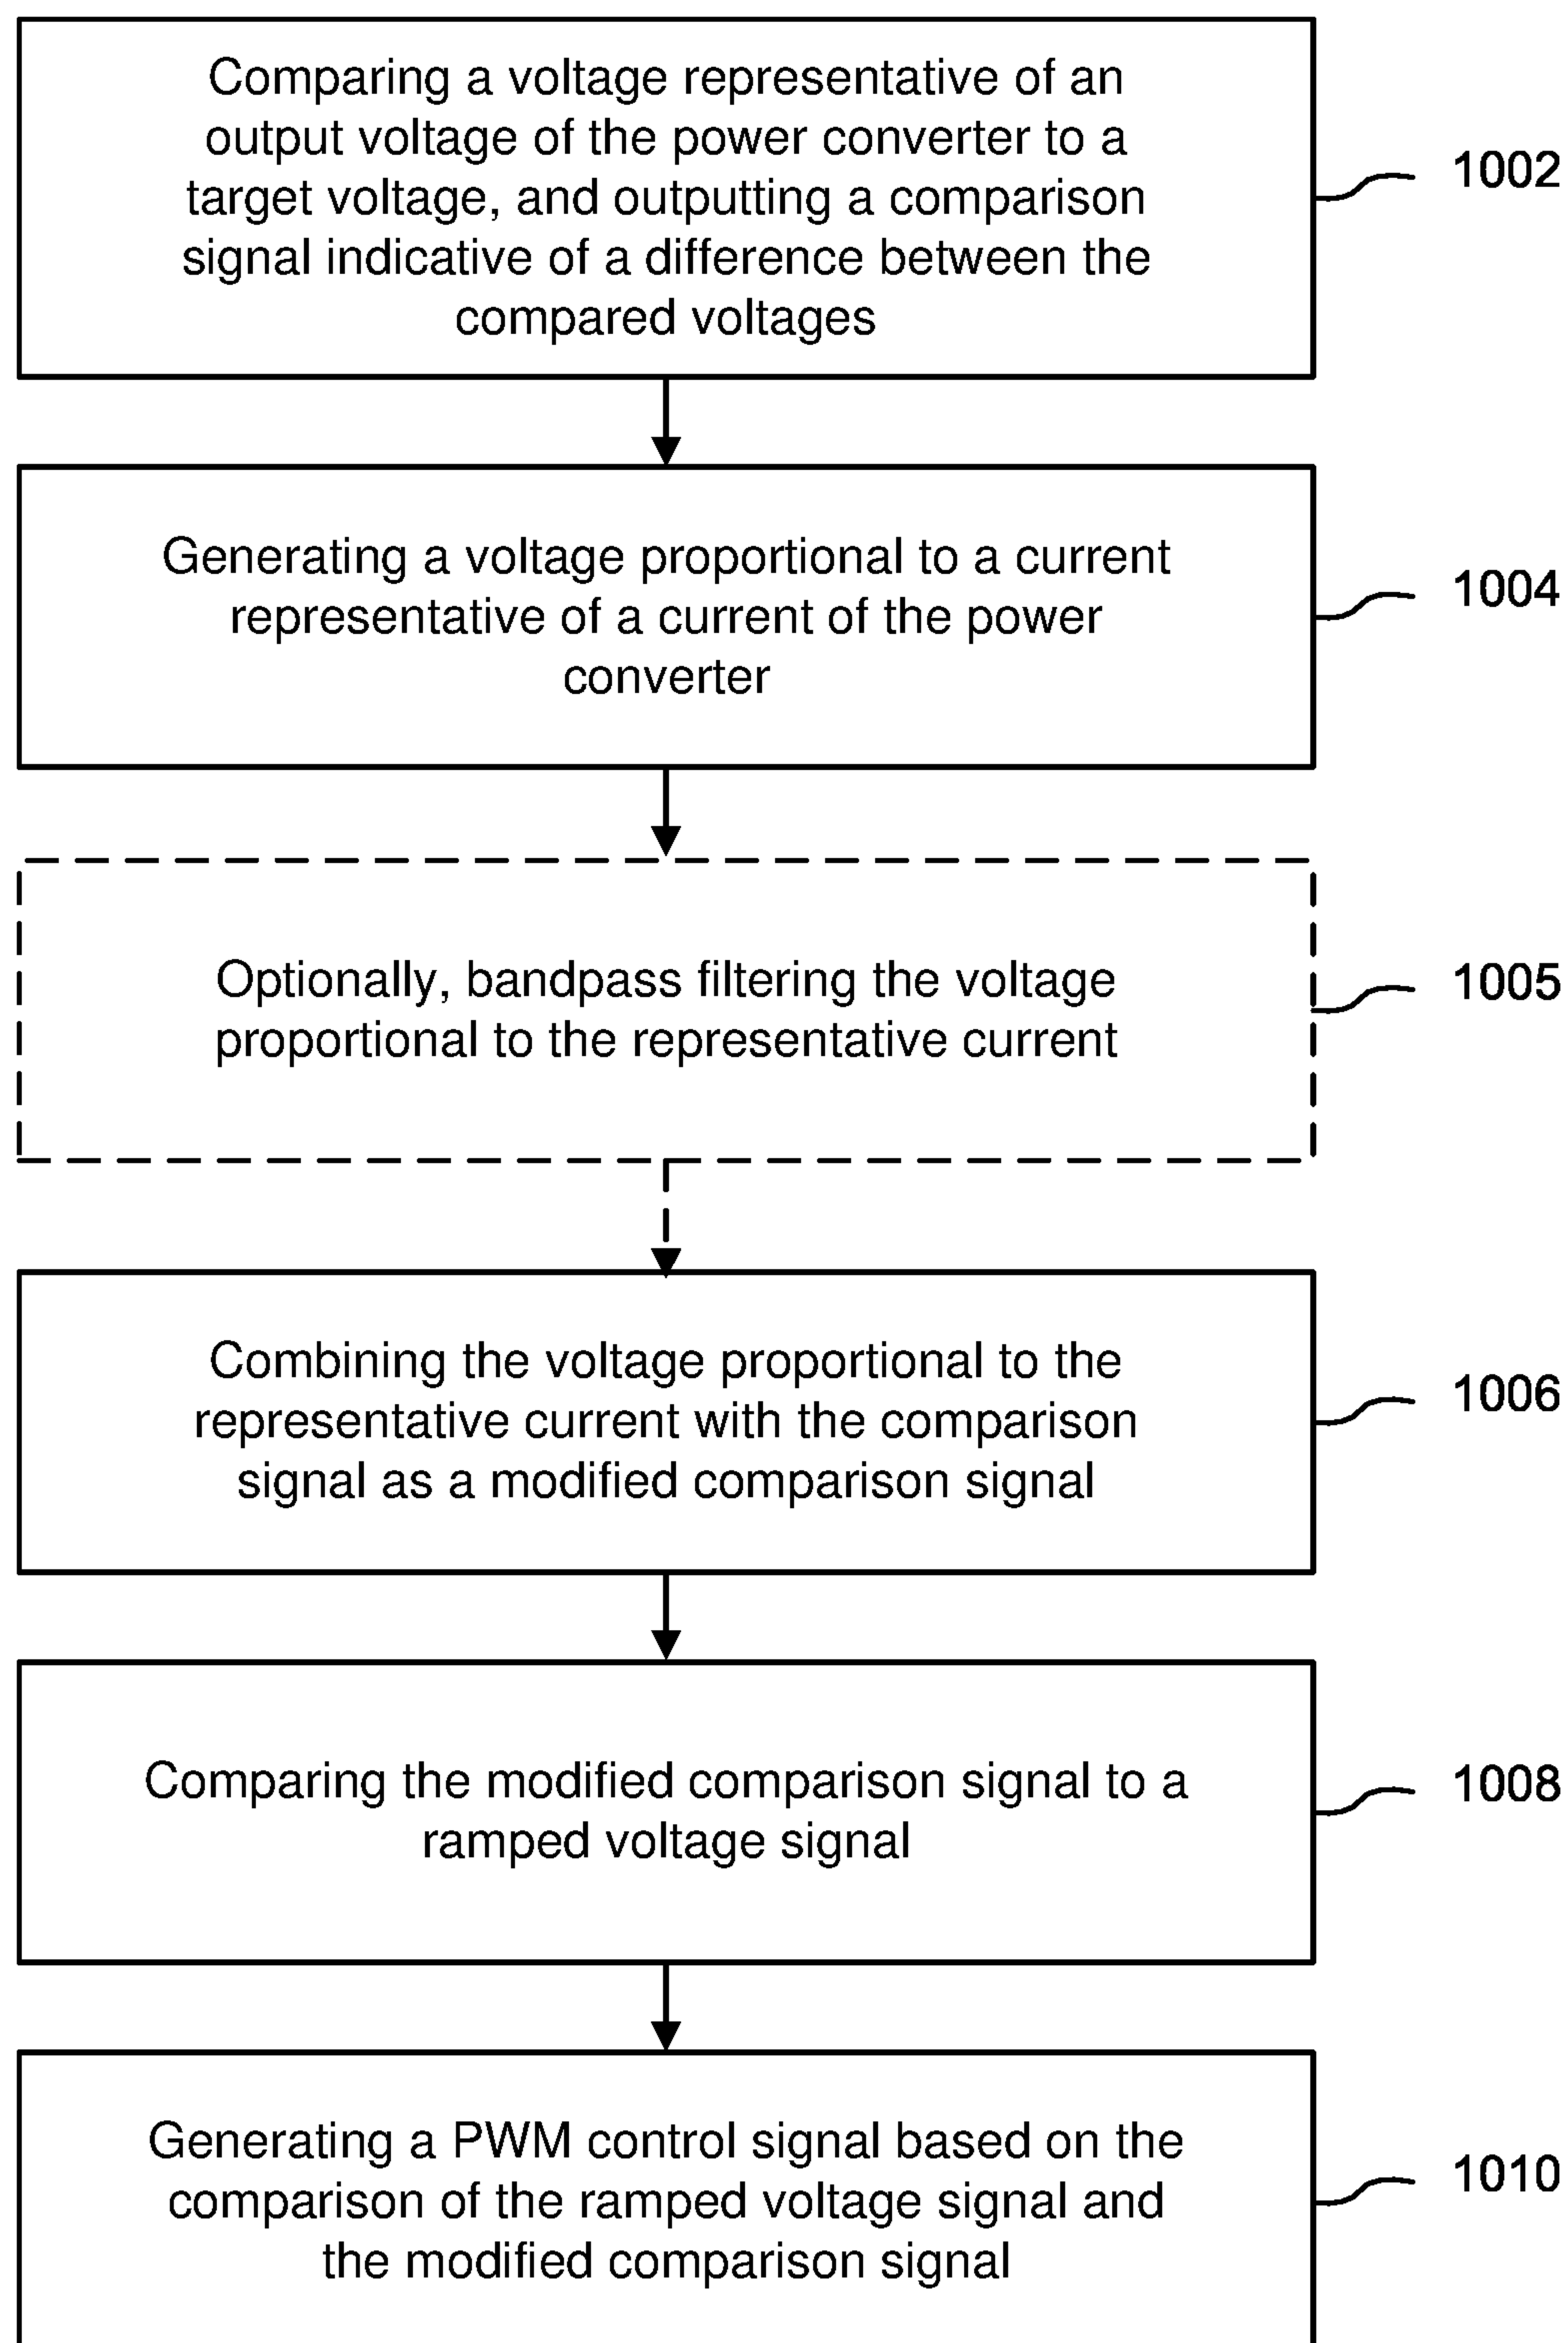 Comparing a voltage representative of an
output voltage of the power converter to a
target voltage, and outputting a comparison
signal indicative of a difference between the
compared voltages
1002
Generating a voltage proportional to a current
representative of a current of the power
converter
1004
Optionally, bandpass filtering the voltage
proportional to the representative current
1005
Combining the voltage proportional to the
representative current with the comparison
signal as a modified comparison signal
1006
Comparing the modified comparison signal to a
ramped voltage signal
1008
Generating a PWM control signal based on the
comparison of the ramped voltage signal and
the modified comparison signal
1010